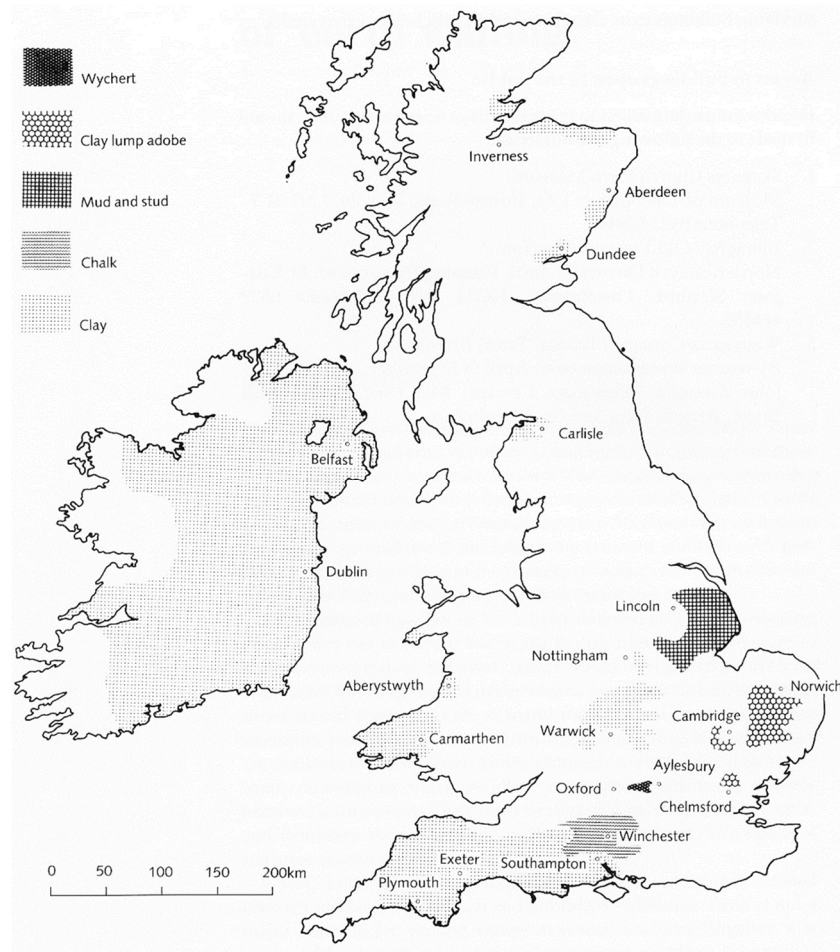 Wychert
Clay lump adobe
Mud and stud
Chalk
Clay
Inverness
Aberdeen
Dundee
Carlisle
Belfast
Dublin
Lincoln
Nottingham
Aberystwyth
Norwich
Cambridge
Warwick
Carmarthen
Aylesbury
Oxford
Chelmsford
Winchester
Exeter
Southampton
Plymouth
0 50 100 150 200km